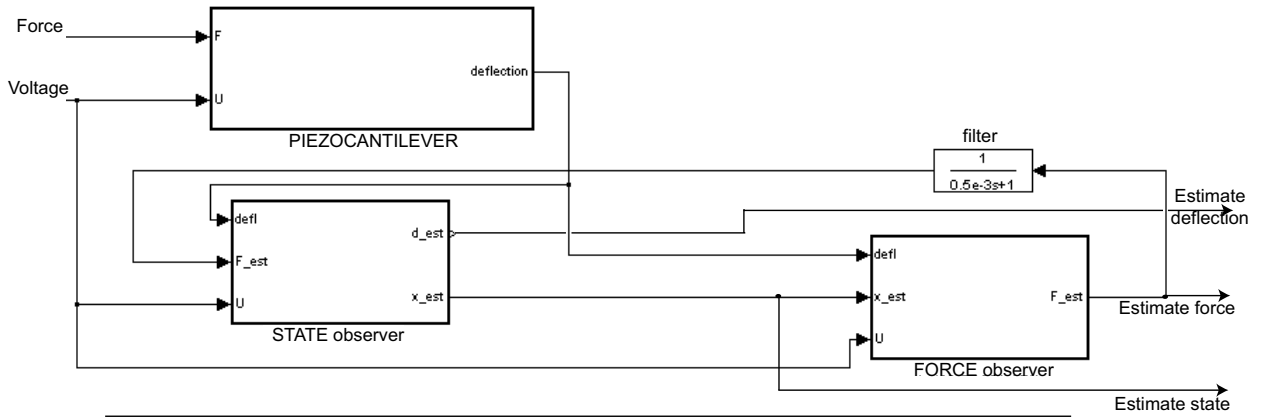 Force
F
deflection
Voltage
U
PIEZOCANTILEVER
filter
1
0.5e-3s+1
Estimate
deflection
defl
d_est
F_est
defl
x_est
x_est
F_est
U
Estimate force
STATE observer
U
FORCE observer
Estimate state